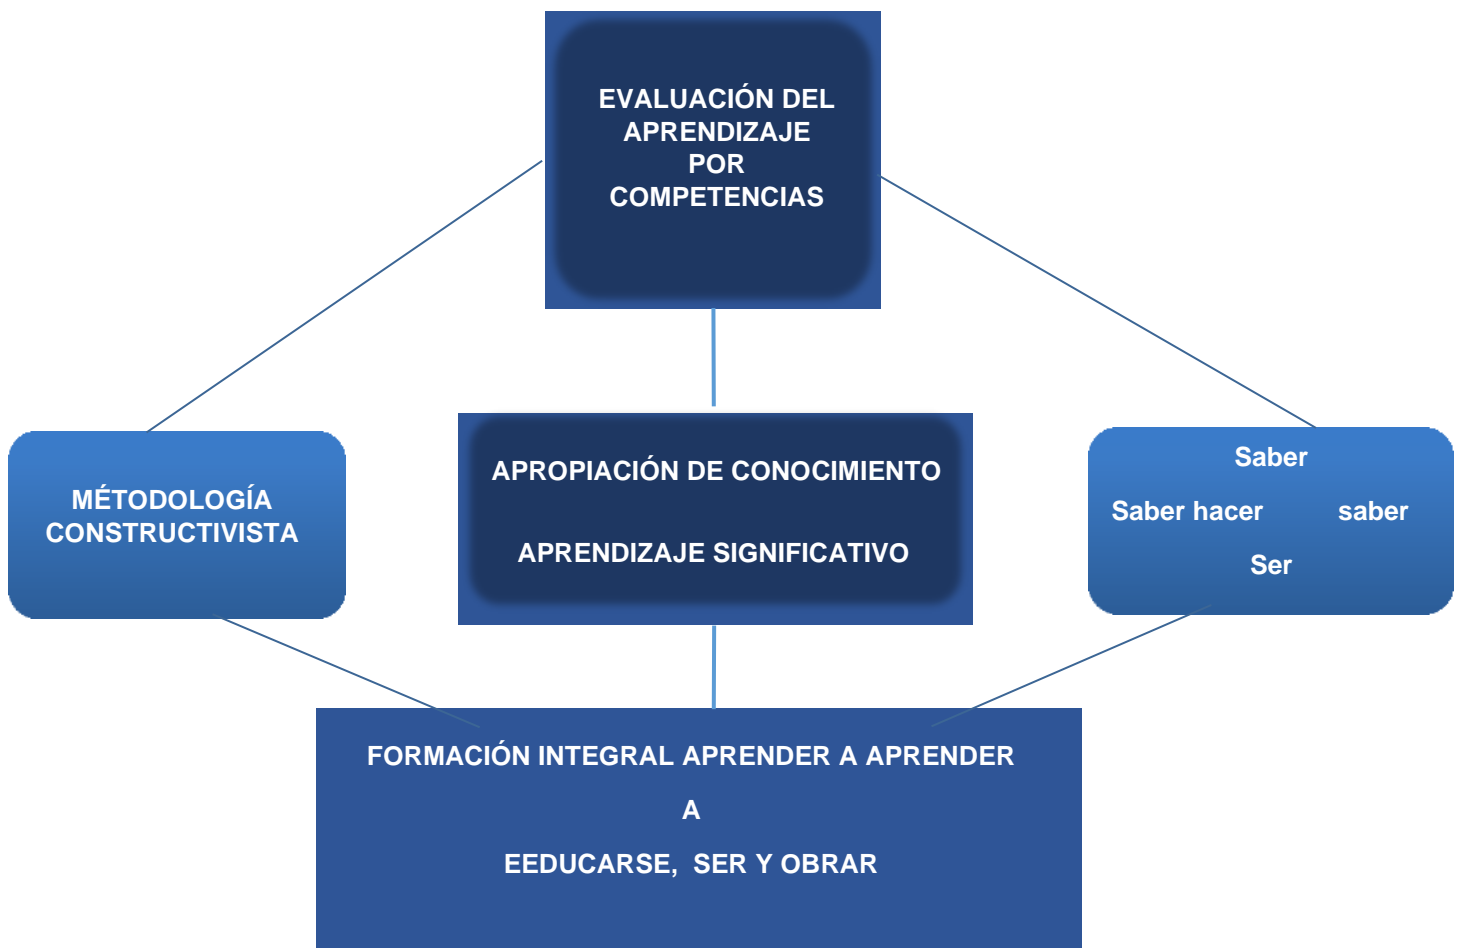 EVALUACIÓN DEL
APRENDIZAJE
POR
COMPETENCIAS
MÉTODOLOGÍA
CONSTRUCTIVISTA
APROPIACIÓN DE CONOCIMIENTO
APRENDIZAJE SIGNIFICATIVO
Saber
Saber hacer saber
Ser
FORMACIÓN INTEGRAL APRENDER A APRENDER
A
EEDUCARSE, SER Y OBRAR